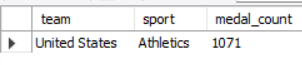 team sport medal_count
United States Athletics 1071